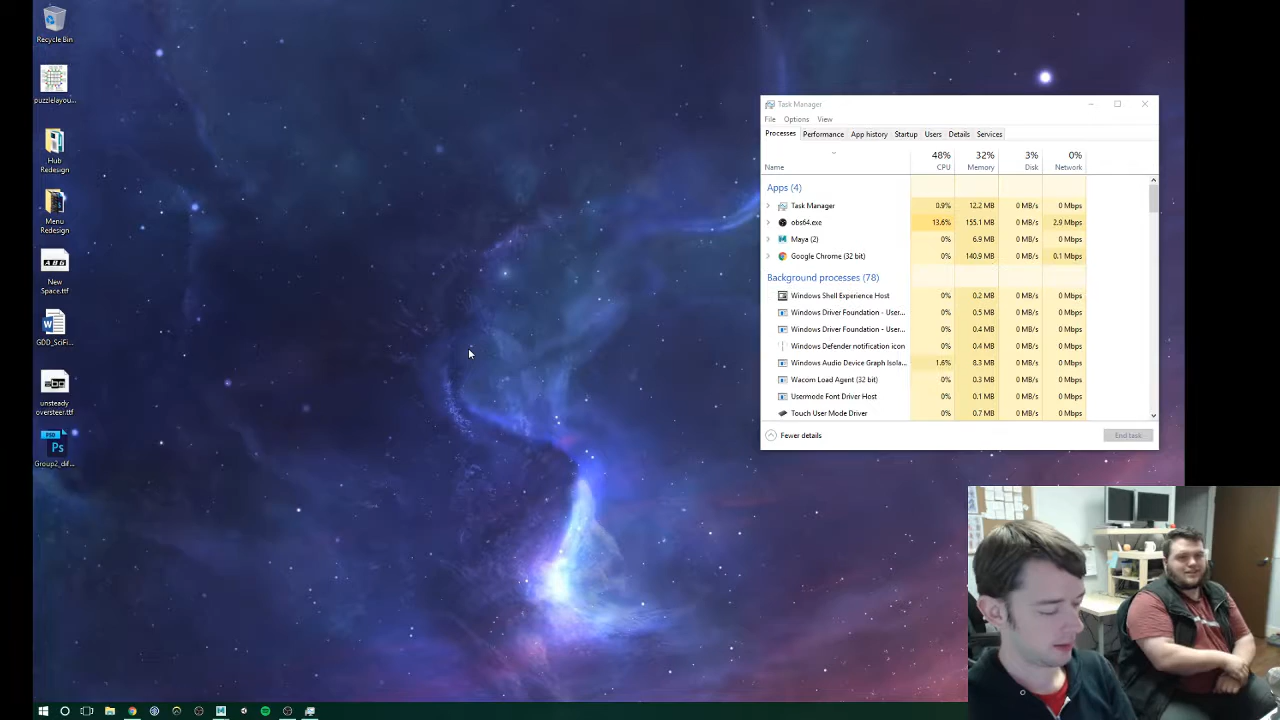 Recycle Bin
puzzlelayou...
Hub
Redesign
Menu
Redesign
New
Space.ttf
GDD_SciFi...
unsteady
oversteer.ttf
Group2_dif...
Task Manager
File Options View
Processes Performance App history Startup Users Details Services
48% 32% 3% 0%
Name CPU Memory Disk Network
Apps (4)
Task Manager 0.9% 12.2 MB 0 MB/s 0 Mbps
obs64.exe 13.6% 155.1 MB 0 MB/s 2.9 Mbps
Maya (2) 0% 6.9 MB 0 MB/s 0 Mbps
Google Chrome (32 bit) 0% 140.9 MB 0 MB/s 0.1 Mbps
Background processes (78)
Windows Shell Experience Host 0% 0.2 MB 0 MB/s 0 Mbps
Windows Driver Foundation - User... 0% 0.5 MB 0 MB/s 0 Mbps
Windows Driver Foundation - User... 0% 0.4 MB 0 MB/s 0 Mbps
Windows Defender notification icon 0% 0.4 MB 0 MB/s 0 Mbps
Windows Audio Device Graph Isola... 1.6% 8.3 MB 0 MB/s 0 Mbps
Wacom Load Agent (32 bit) 0% 0.3 MB 0 MB/s 0 Mbps
Usermode Font Driver Host 0% 0.1 MB 0 MB/s 0 Mbps
Touch User Mode Driver 0% 0.7 MB 0 MB/s 0 Mbps
Fewer details End task